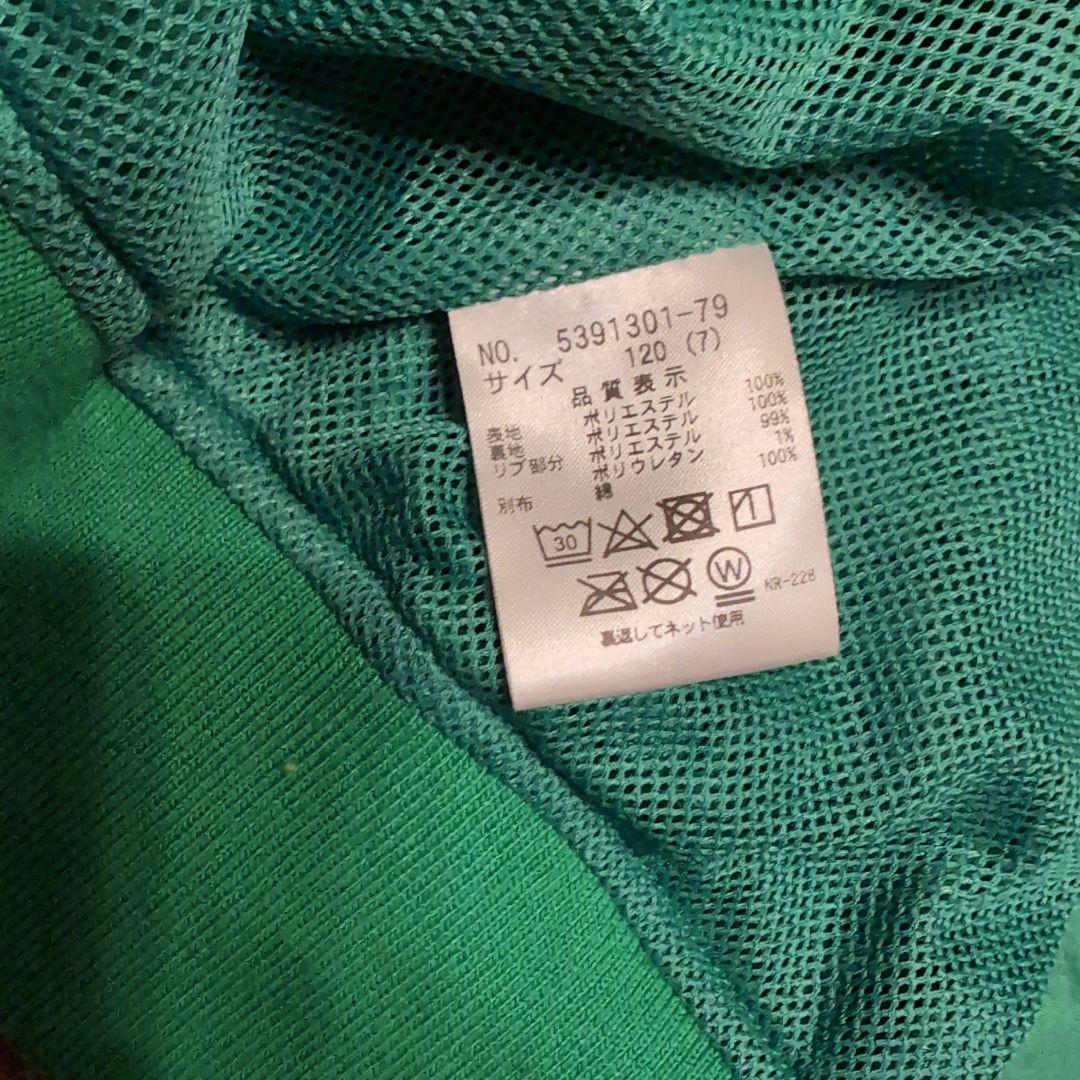 NO. 5391301-79
サイズ 120 (7)
品質表示
表地 ポリエステル 100%
裏地 ポリエステル 100%
リブ部分 ポリエステル 99%
ポリウレタン 1%
別布 綿 100%
30
W NR-228
裏返してネット使用